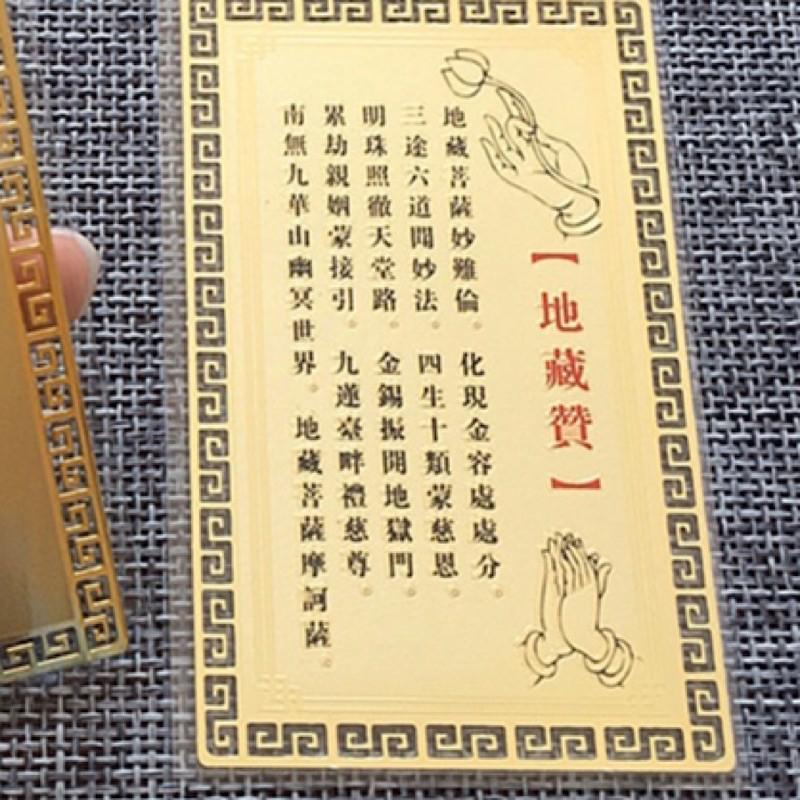 【地藏贊】
地藏菩薩妙難倫。化現金容處處分。
三途六道聞妙法。四生十類蒙慈恩。
明珠照徹天堂路。金錫振開地獄門。
累劫親姻蒙接引。九蓮臺畔禮慈尊。
南無九華山幽冥世界。地藏菩薩摩訶薩。